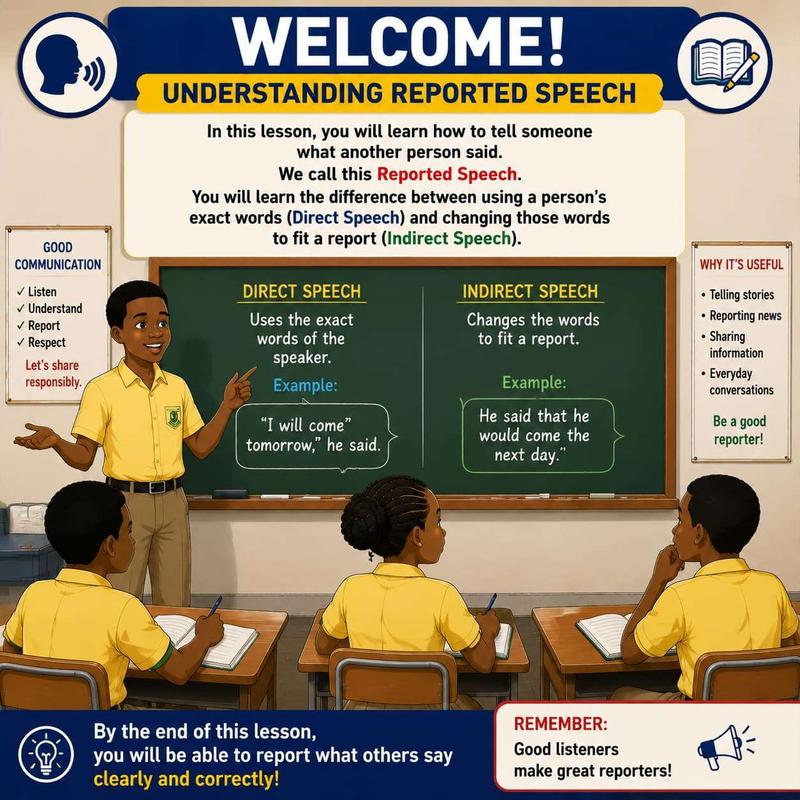 WELCOME!
UNDERSTANDING REPORTED SPEECH
In this lesson, you will learn how to tell someone
what another person said.
We call this Reported Speech.
You will learn the difference between using a person's
exact words (Direct Speech) and changing those words
to fit a report (Indirect Speech).
GOOD
COMMUNICATION
✓ Listen
✓ Understand
✓ Report
✓ Respect
Let's share
responsibly.
DIRECT SPEECH
Uses the exact
words of the
speaker.
Example:
"I will come"
tomorrow," he said.
INDIRECT SPEECH
Changes the words
to fit a report.
Example:
He said that he
would come the
next day."
WHY IT'S USEFUL
• Telling stories
• Reporting news
• Sharing
information
• Everyday
conversations
Be a good
reporter!
By the end of this lesson,
you will be able to report what others say
clearly and correctly!
REMEMBER:
Good listeners
make great reporters!